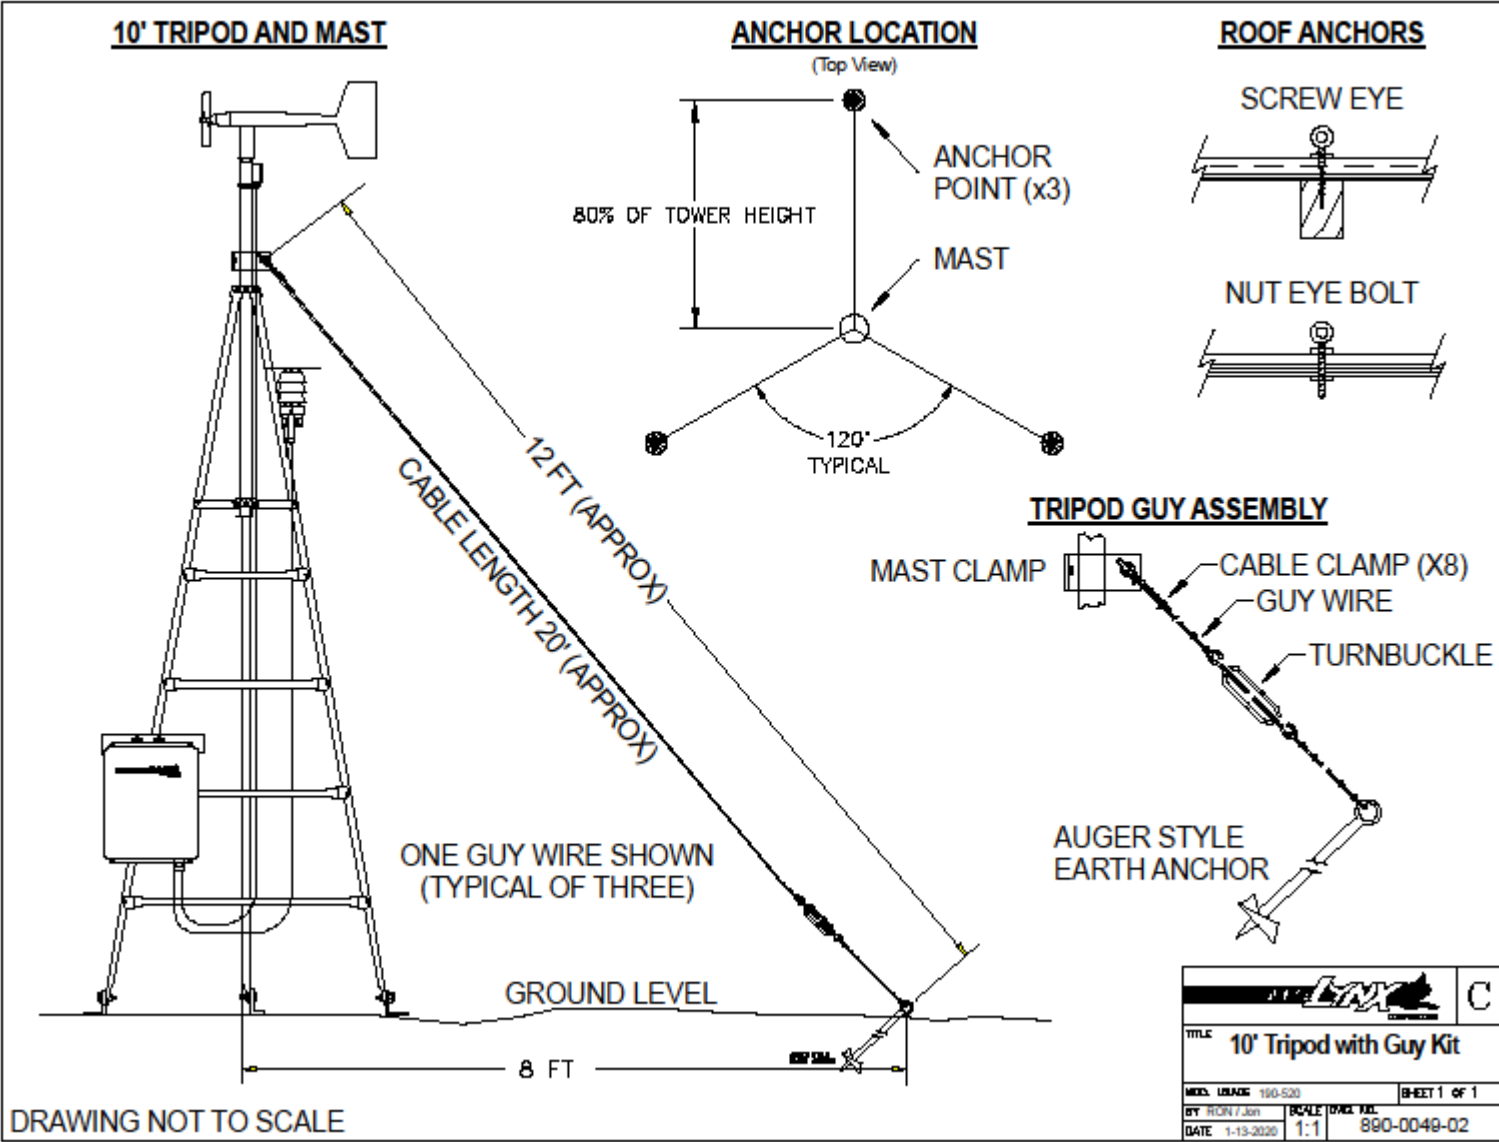 10' TRIPOD AND MAST
ANCHOR LOCATION
(Top View)
ROOF ANCHORS
SCREW EYE
ANCHOR
POINT (x3)
80% OF TOWER HEIGHT
MAST
NUT EYE BOLT
120°
TYPICAL
12 FT (APPROX)
CABLE LENGTH 20' (APPROX)
TRIPOD GUY ASSEMBLY
MAST CLAMP
CABLE CLAMP (X8)
GUY WIRE
TURNBUCKLE
AUGER STYLE
EARTH ANCHOR
ONE GUY WIRE SHOWN
(TYPICAL OF THREE)
GROUND LEVEL
8 FT
DRAWING NOT TO SCALE
LYNX
C
TITLE
10' Tripod with Guy Kit
190-520
SHEET 1 OF 1
BY RON / Jon
SCALE
DATE 1-13-2020
1:1
890-0049-02